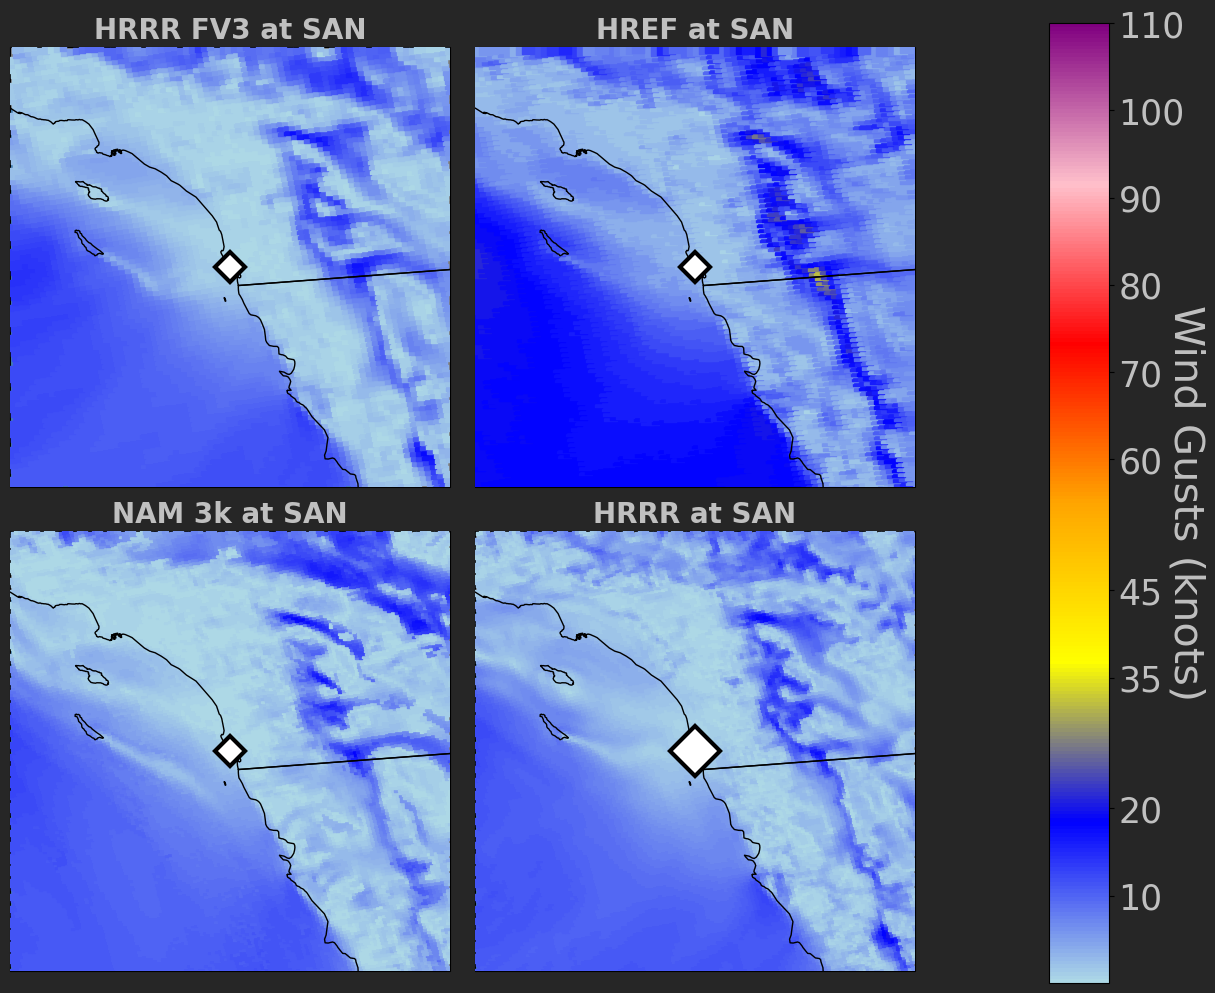 HRRR FV3 at SAN
HREF at SAN
NAM 3k at SAN
HRRR at SAN
110
100
90
80
70
60
45
35
20
10
Wind Gusts (knots)